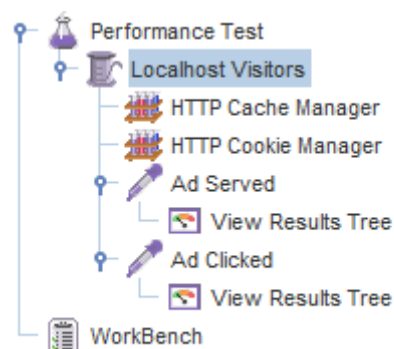 Performance Test
Localhost Visitors
HTTP Cache Manager
HTTP Cookie Manager
Ad Served
View Results Tree
Ad Clicked
View Results Tree
WorkBench